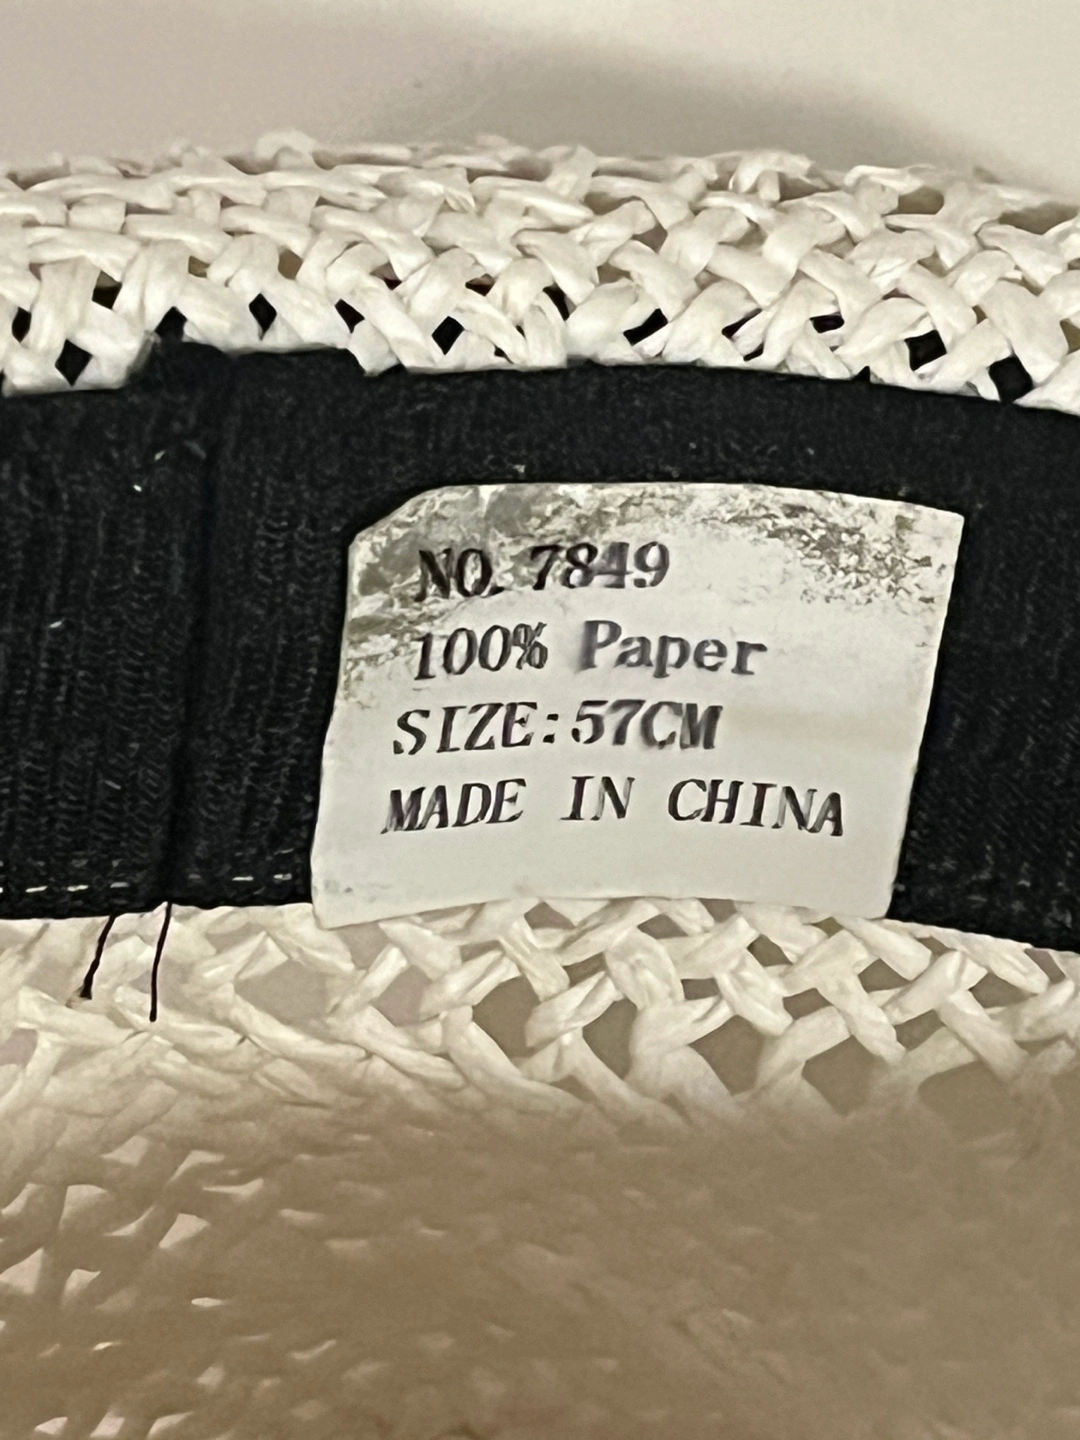 NO. 7849
100% Paper
SIZE:57CM
MADE IN CHINA